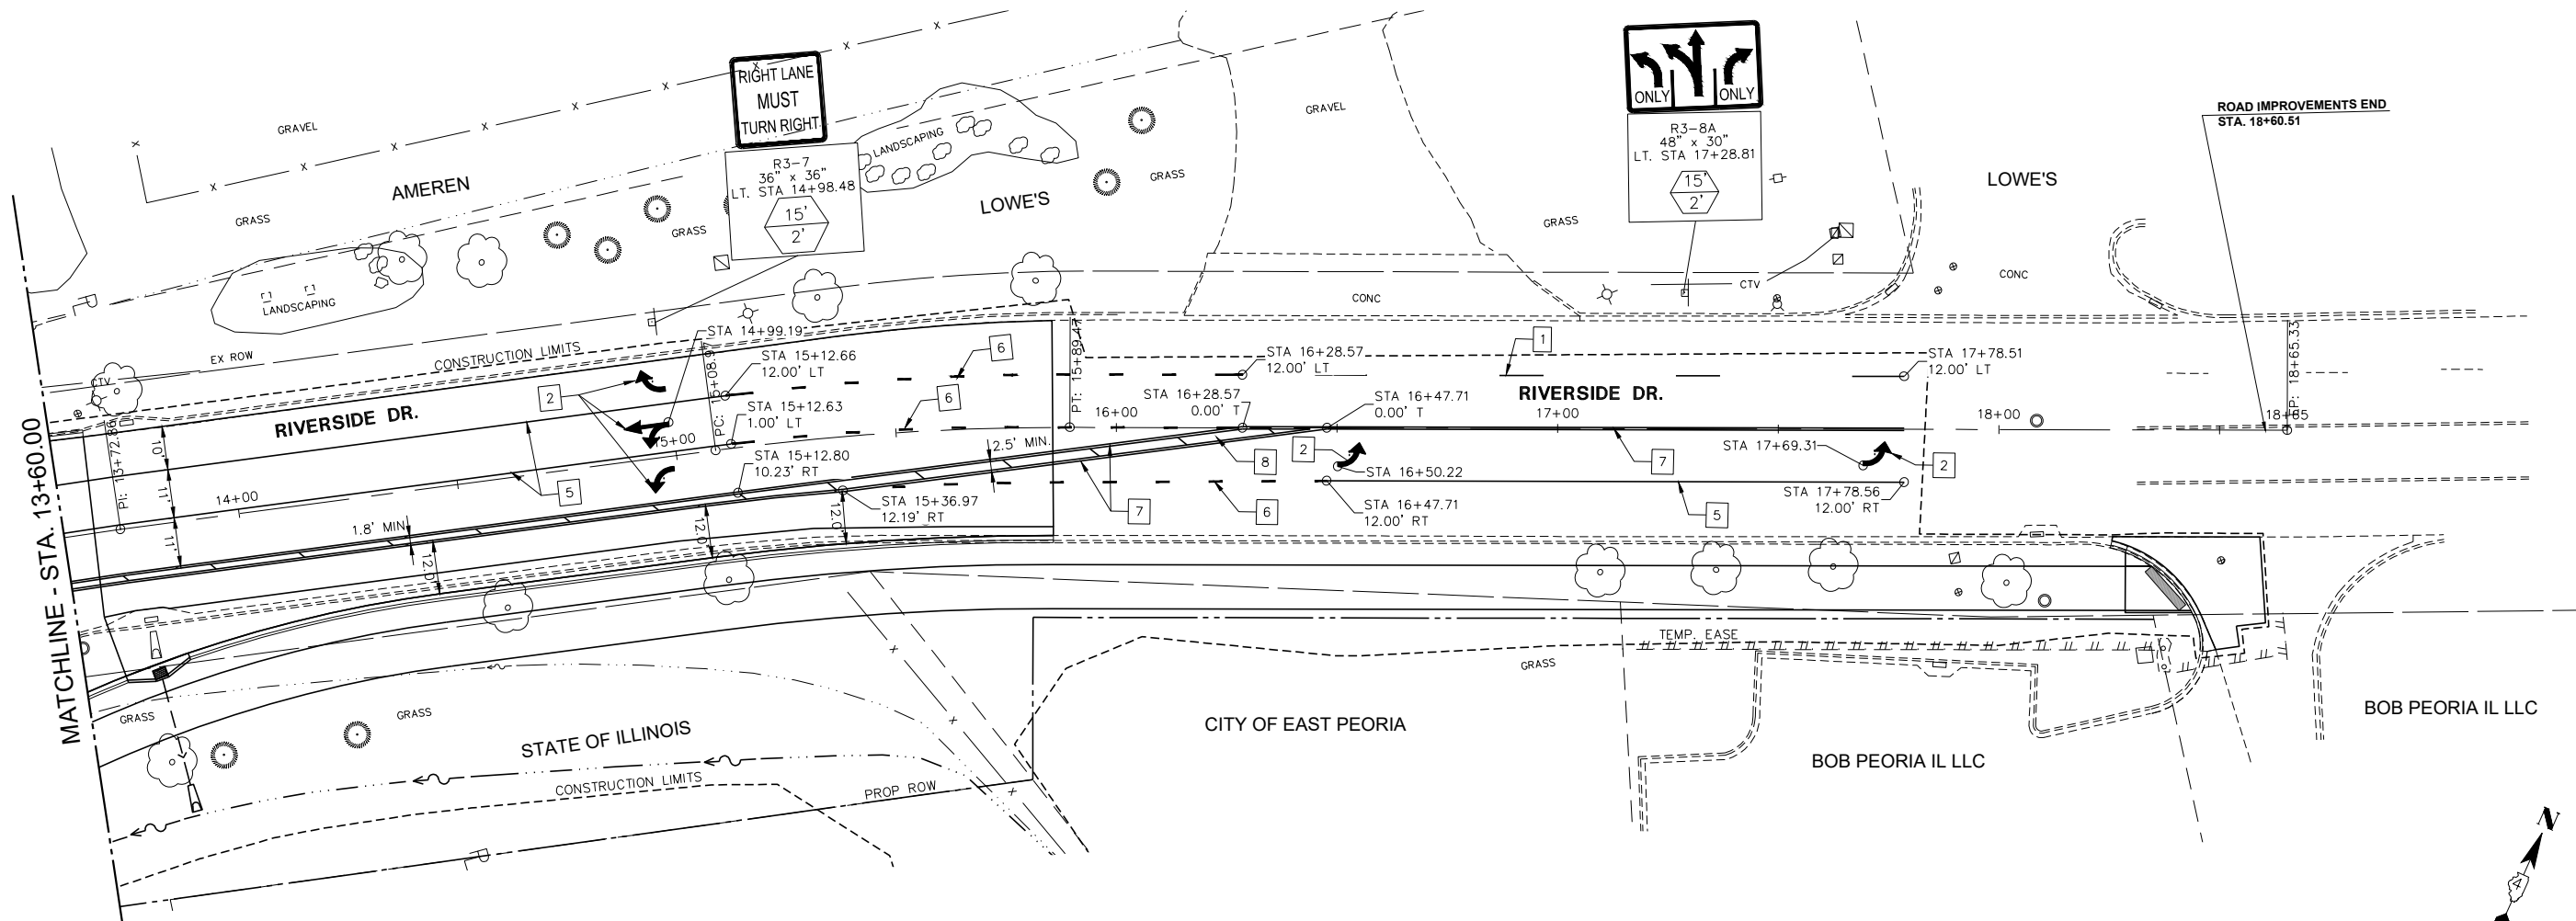 RIGHT LANE
MUST
TURN RIGHT
R3-7
36" x 36"
LT. STA 14+98.48
15'
2'
ONLY
ONLY
R3-8A
48" x 30"
LT. STA 17+28.81
15'
2'
ROAD IMPROVEMENTS END
STA. 18+60.51
GRAVEL
AMEREN
GRASS
GRASS
LANDSCAPING
GRASS
LOWE'S
GRAVEL
GRASS
LOWE'S
CONC
CTV
CONC
LANDSCAPING
EX ROW
CONSTRUCTION LIMITS
CTV
MATCHLINE - STA. 13+60.00
PI: 13+72.86
RIVERSIDE DR.
10'
11'
11'
14+00
2
5
STA 14+99.19
PC: 15+08.97
15+00
STA 15+12.66
12.00' LT
STA 15+12.63
1.00' LT
STA 15+12.80
10.23' RT
STA 15+36.97
12.19' RT
1.8' MIN
12.0'
12.0'
12.0'
2.5' MIN.
6
6
PT: 15+89.47
16+00
STA 16+28.57
12.00' LT
STA 16+28.57
0.00' T
STA 16+47.71
0.00' T
1
RIVERSIDE DR.
17+00
STA 17+78.51
12.00' LT
2
8
7
6
STA 16+50.22
STA 16+47.71
12.00' RT
7
5
STA 17+69.31
2
STA 17+78.56
12.00' RT
18+00
18+65
P: 18+65.33
TEMP. EASE
GRASS
GRASS
GRASS
STATE OF ILLINOIS
CONSTRUCTION LIMITS
PROP ROW
CITY OF EAST PEORIA
BOB PEORIA IL LLC
BOB PEORIA IL LLC
N
4